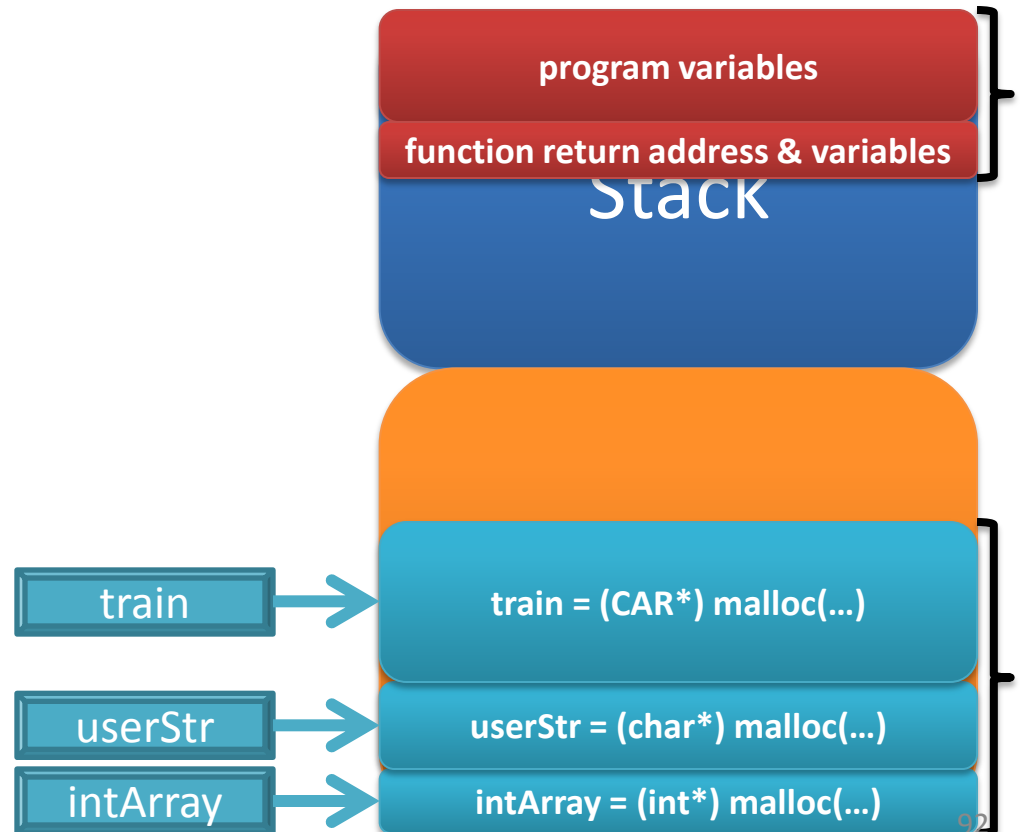 program variables
function return address & variables
Stack
train
train = (CAR*) malloc(…)
userStr
userStr = (char*) malloc(…)
intArray
intArray = (int*) malloc(…)
92